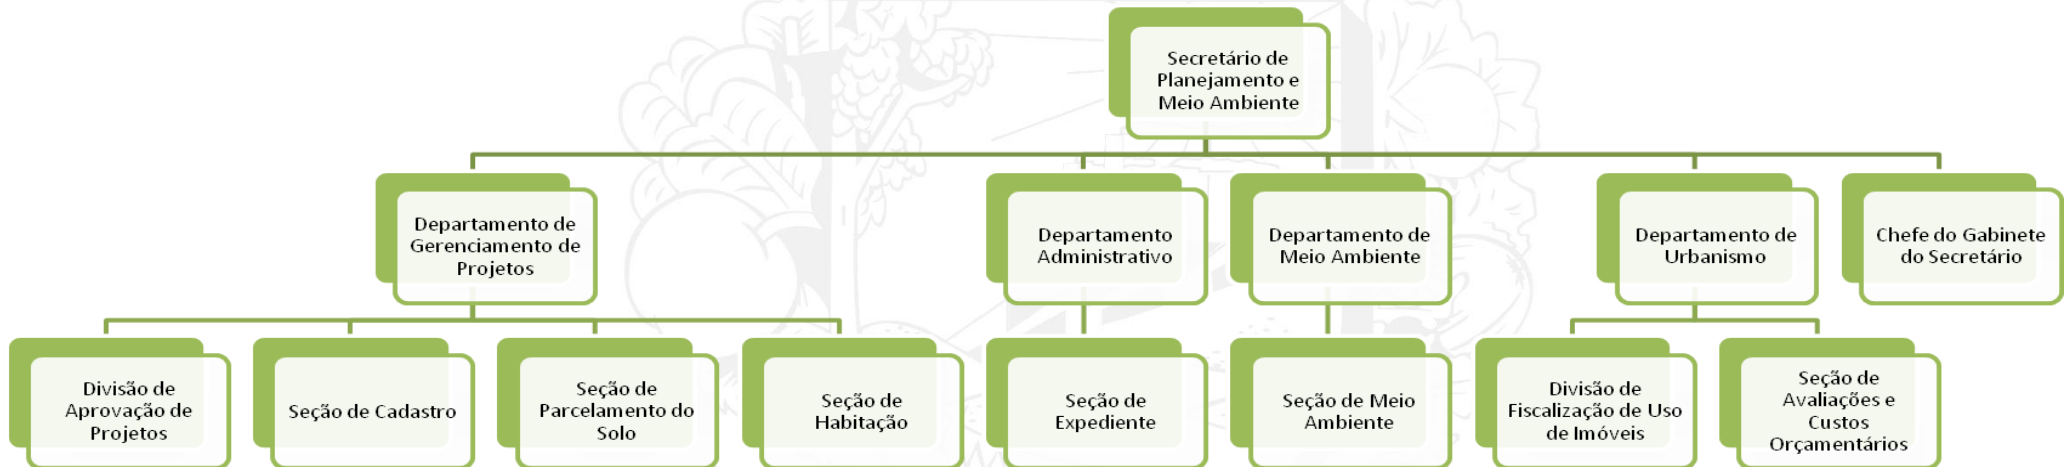 Secretário de
Planejamento e
Meio Ambiente
Departamento de
Gerenciamento de
Projetos
Departamento
Administrativo
Departamento de
Meio Ambiente
Departamento de
Urbanismo
Chefe do Gabinete
do Secretário
Divisão de
Aprovação de
Projetos
Seção de Cadastro
Seção de
Parcelamento do
Solo
Seção de
Habitação
Seção de
Expediente
Seção de Meio
Ambiente
Divisão de
Fiscalização de Uso
de Imóveis
Seção de
Avaliações e
Custos
Orçamentários